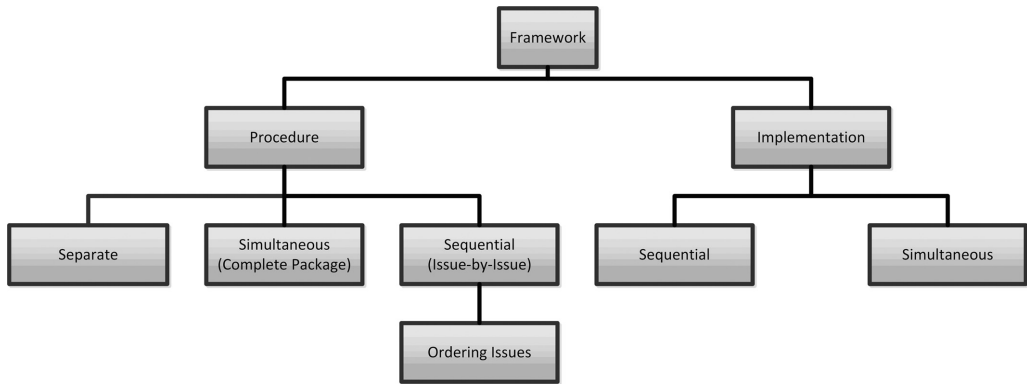 Framework
Procedure
Implementation
Separate
Simultaneous
(Complete Package)
Sequential
(Issue-by-Issue)
Sequential
Simultaneous
Ordering Issues